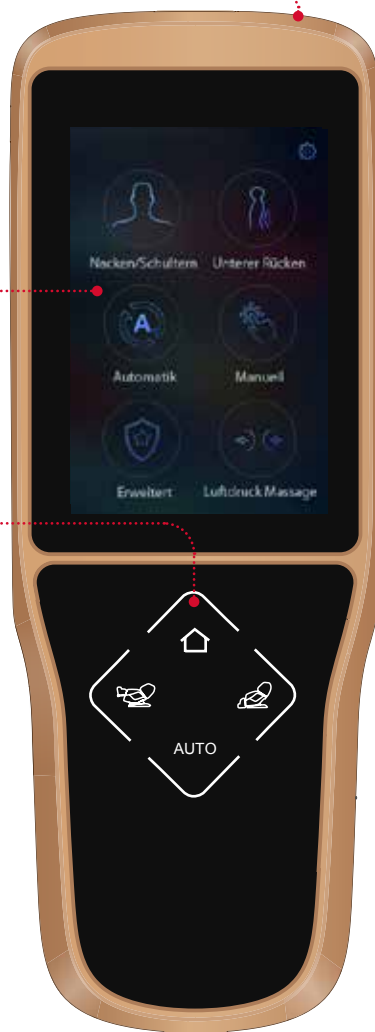 Nacken/Schultern Unterer Rücken
A
Automatik Manuell
Erweitert Luftdruck Massage
AUTO